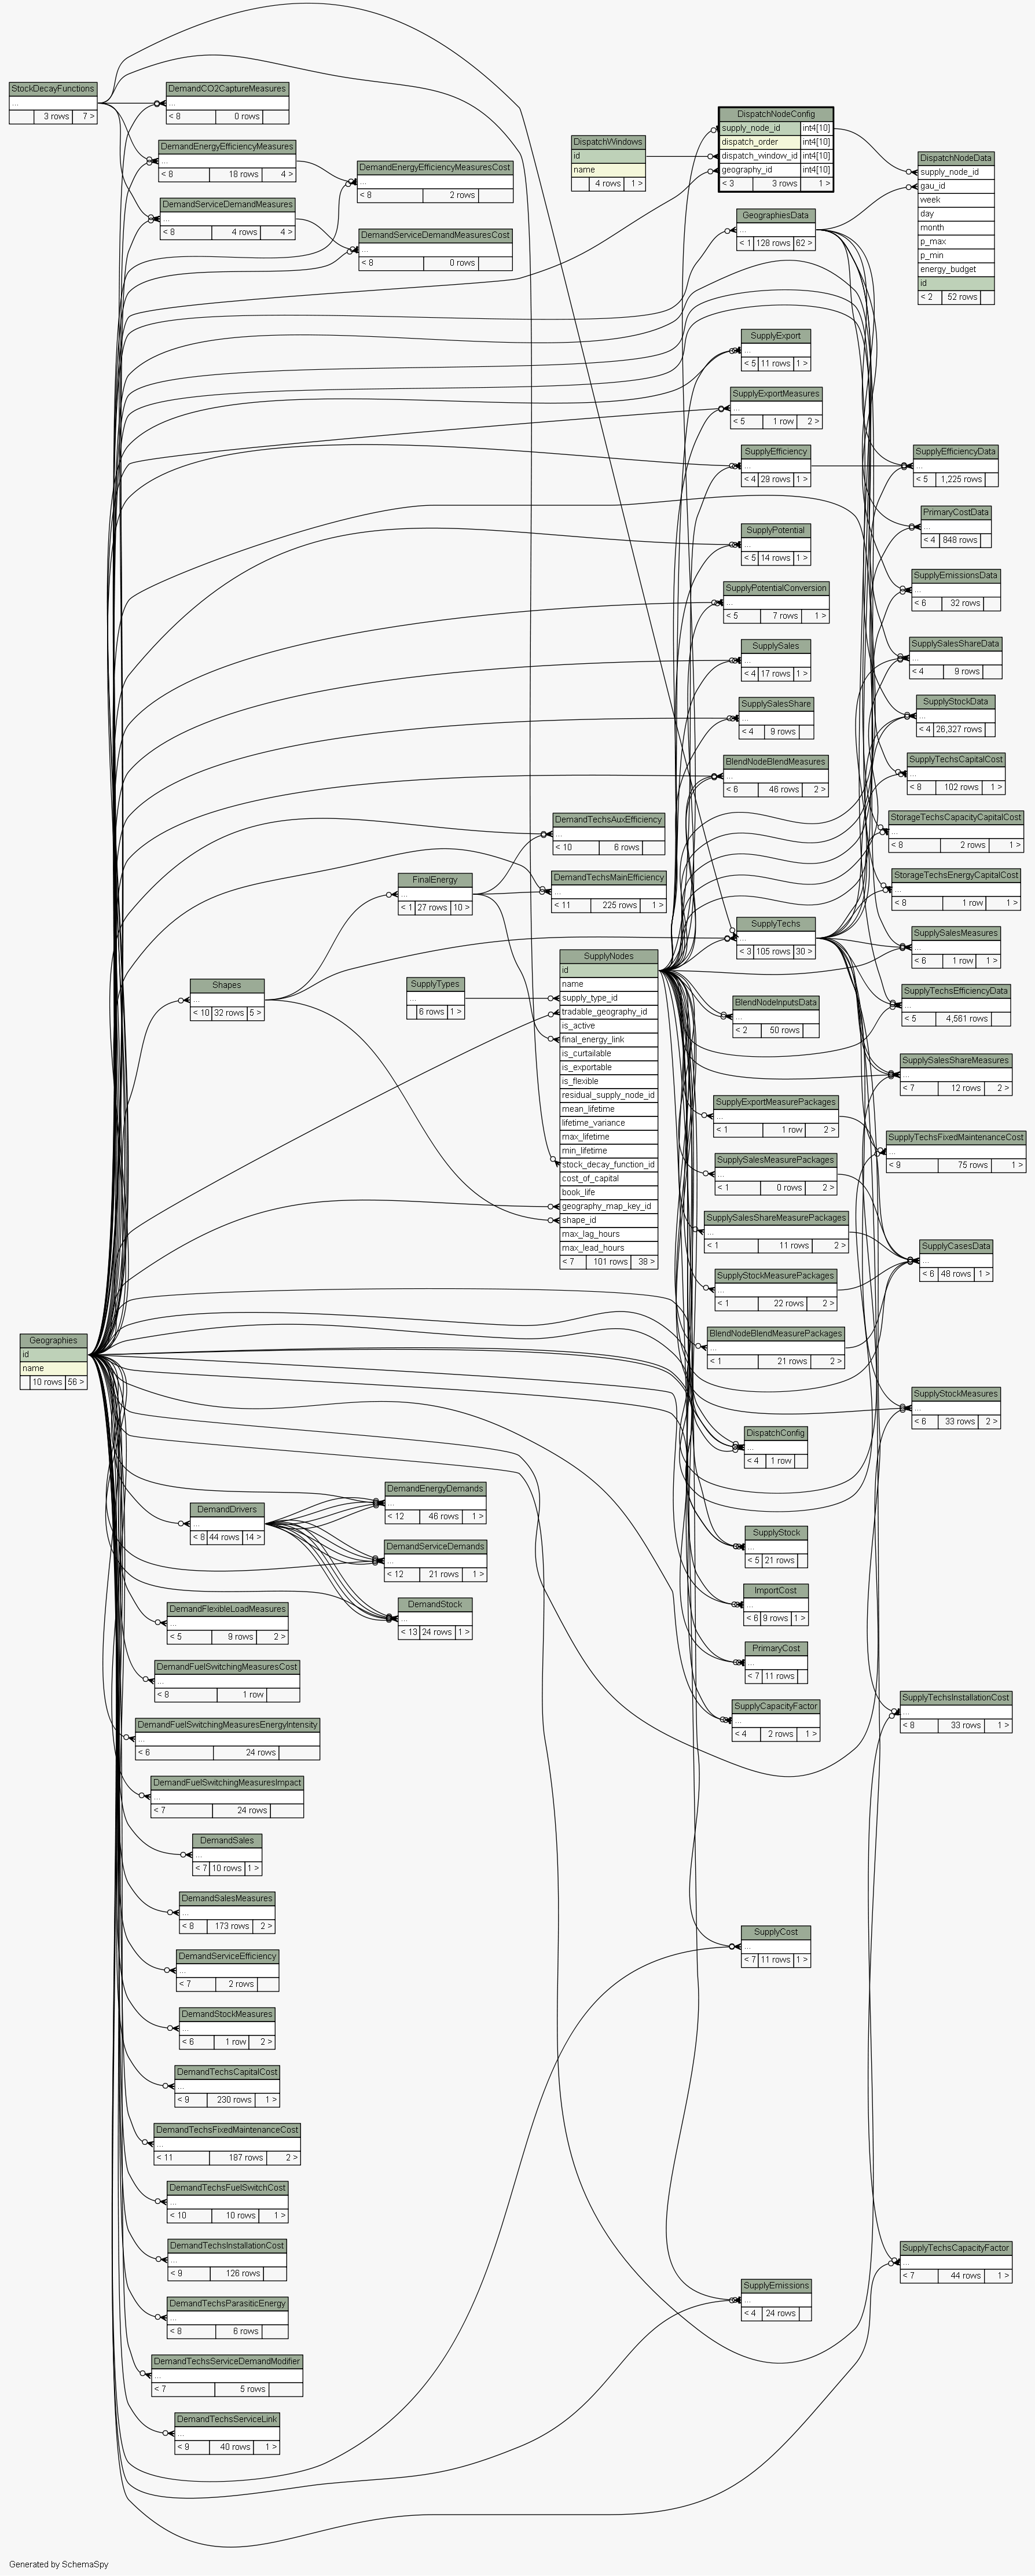 StockDecayFunctions
...
3 rows 7 >
DemandCO2CaptureMeasures
...
< 8 0 rows
DemandEnergyEfficiencyMeasures
...
< 8 18 rows 4 >
DemandServiceDemandMeasures
...
< 8 4 rows 4 >
DemandEnergyEfficiencyMeasuresCost
...
< 8 2 rows
DemandServiceDemandMeasuresCost
...
< 8 0 rows
DispatchWindows
id
name
4 rows 1 >
DispatchNodeConfig
supply_node_id int4[10]
dispatch_order int4[10]
dispatch_window_id int4[10]
geography_id int4[10]
< 3 3 rows 1 >
DispatchNodeData
supply_node_id
gau_id
week
day
month
p_max
p_min
energy_budget
id
< 2 52 rows
GeographiesData
...
< 1 128 rows 62 >
SupplyExport
...
< 5 11 rows 1 >
SupplyExportMeasures
...
< 5 1 row 2 >
SupplyEfficiency
...
< 4 29 rows 1 >
SupplyPotential
...
< 5 14 rows 1 >
SupplyPotentialConversion
...
< 5 7 rows 1 >
SupplySales
...
< 4 17 rows 1 >
SupplySalesShare
...
< 4 9 rows
BlendNodeBlendMeasures
...
< 6 46 rows 2 >
SupplyEfficiencyData
...
< 5 1,225 rows
PrimaryCostData
...
< 4 848 rows
SupplyEmissionsData
...
< 6 32 rows
SupplySalesShareData
...
< 4 9 rows
SupplyStockData
...
< 4 26,327 rows
SupplyTechsCapitalCost
...
< 8 102 rows 1 >
StorageTechsCapacityCapitalCost
...
< 8 2 rows 1 >
StorageTechsEnergyCapitalCost
...
< 8 1 row 1 >
SupplySalesMeasures
...
< 6 1 row 1 >
SupplyTechsEfficiencyData
...
< 5 4,561 rows
SupplySalesShareMeasures
...
< 7 12 rows 2 >
SupplyTechsFixedMaintenanceCost
...
< 9 75 rows 1 >
SupplyCasesData
...
< 6 48 rows 1 >
SupplyStockMeasures
...
< 6 33 rows 2 >
DemandTechsAuxEfficiency
...
< 10 6 rows
DemandTechsMainEfficiency
...
< 11 225 rows 1 >
FinalEnergy
...
< 1 27 rows 10 >
Shapes
...
< 10 32 rows 5 >
SupplyTypes
...
6 rows 1 >
SupplyTechs
...
< 3 105 rows 30 >
SupplyNodes
id
name
supply_type_id
tradable_geography_id
is_active
final_energy_link
is_curtailable
is_exportable
is_flexible
residual_supply_node_id
mean_lifetime
lifetime_variance
max_lifetime
min_lifetime
stock_decay_function_id
cost_of_capital
book_life
geography_map_key_id
shape_id
max_lag_hours
max_lead_hours
< 7 101 rows 38 >
BlendNodeInputsData
...
< 2 50 rows
SupplyExportMeasurePackages
...
< 1 1 row 2 >
SupplySalesMeasurePackages
...
< 1 0 rows 2 >
SupplySalesShareMeasurePackages
...
< 1 11 rows 2 >
SupplyStockMeasurePackages
...
< 1 22 rows 2 >
BlendNodeBlendMeasurePackages
...
< 1 21 rows 2 >
Geographies
id
name
10 rows 56 >
DispatchConfig
...
< 4 1 row
DemandEnergyDemands
...
< 12 46 rows 1 >
DemandDrivers
...
< 8 44 rows 14 >
DemandServiceDemands
...
< 12 21 rows 1 >
DemandStock
...
< 13 24 rows 1 >
SupplyStock
...
< 5 21 rows
ImportCost
...
< 6 9 rows 1 >
PrimaryCost
...
< 7 11 rows
SupplyCapacityFactor
...
< 4 2 rows 1 >
SupplyTechsInstallationCost
...
< 8 33 rows 1 >
DemandFlexibleLoadMeasures
...
< 5 9 rows 2 >
DemandFuelSwitchingMeasuresCost
...
< 8 1 row
DemandFuelSwitchingMeasuresEnergyIntensity
...
< 6 24 rows
DemandFuelSwitchingMeasuresImpact
...
< 7 24 rows
DemandSales
...
< 7 10 rows 1 >
DemandSalesMeasures
...
< 8 173 rows 2 >
DemandServiceEfficiency
...
< 7 2 rows
SupplyCost
...
< 7 11 rows 1 >
DemandStockMeasures
...
< 6 1 row 2 >
DemandTechsCapitalCost
...
< 9 230 rows 1 >
DemandTechsFixedMaintenanceCost
...
< 11 187 rows 2 >
DemandTechsFuelSwitchCost
...
< 10 10 rows 1 >
DemandTechsInstallationCost
...
< 9 126 rows
DemandTechsParasiticEnergy
...
< 8 6 rows
SupplyEmissions
...
< 4 24 rows
SupplyTechsCapacityFactor
...
< 7 44 rows 1 >
DemandTechsServiceDemandModifier
...
< 7 5 rows
DemandTechsServiceLink
...
< 9 40 rows 1 >
Generated by SchemaSpy